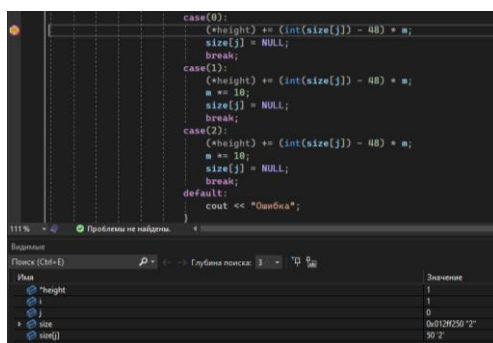 case(0):
(*height) += (int(size[j]) - 48) * m;
size[j] = NULL;
break;
case(1):
(*height) += (int(size[j]) - 48) * m;
m *= 10;
size[j] = NULL;
break;
case(2):
(*height) += (int(size[j]) - 48) * m;
m *= 10;
size[j] = NULL;
break;
default:
cout << "Ошибка";
}
111 %
Проблемы не найдены.
Видимые
Поиск (Ctrl+E) Глубина поиска: 3
Имя Значение
*height 1
i 1
j 0
size 0x012ff250 "2"
size[j] 50 '2'